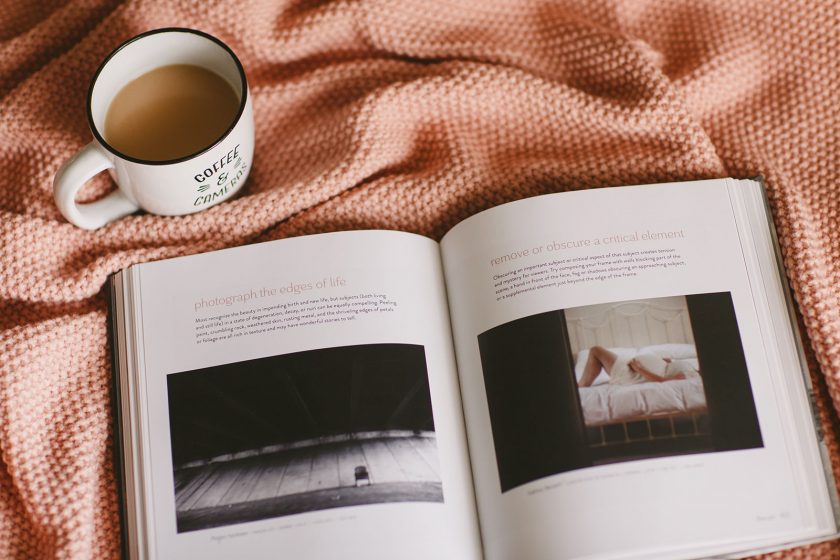 COFFEE
&
CAMERAS
photograph the edges of life
Most recognize the beauty in impending birth and new life, but subjects (both living
and still life) in a state of degeneration, decay, or ruin can be equally compelling. Peeling
paint, crumbling rock, weathered skin, rusting metal, and the shriveling edges of petals
or foliage are all rich in texture and may have wonderful stories to tell.
remove or obscure a critical element
Obscuring an important subject or critical aspect of that subject creates tension
and mystery for viewers. Try composing your frame with walls blocking part of the
scene, a hand in front of the face, fog or shadows obscuring an approaching subject,
or a supplemental element just beyond the edge of the frame.